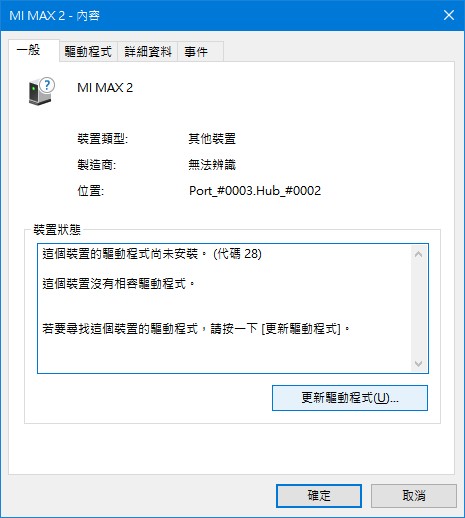 MI MAX 2 - 內容
一般 驅動程式 詳細資料 事件
MI MAX 2
裝置類型: 其他裝置
製造商: 無法辨識
位置: Port_#0003.Hub_#0002
裝置狀態
這個裝置的驅動程式尚未安裝。 (代碼 28)
這個裝置沒有相容驅動程式。
若要尋找這個裝置的驅動程式，請按一下 [更新驅動程式]。
更新驅動程式(U)...
確定 取消